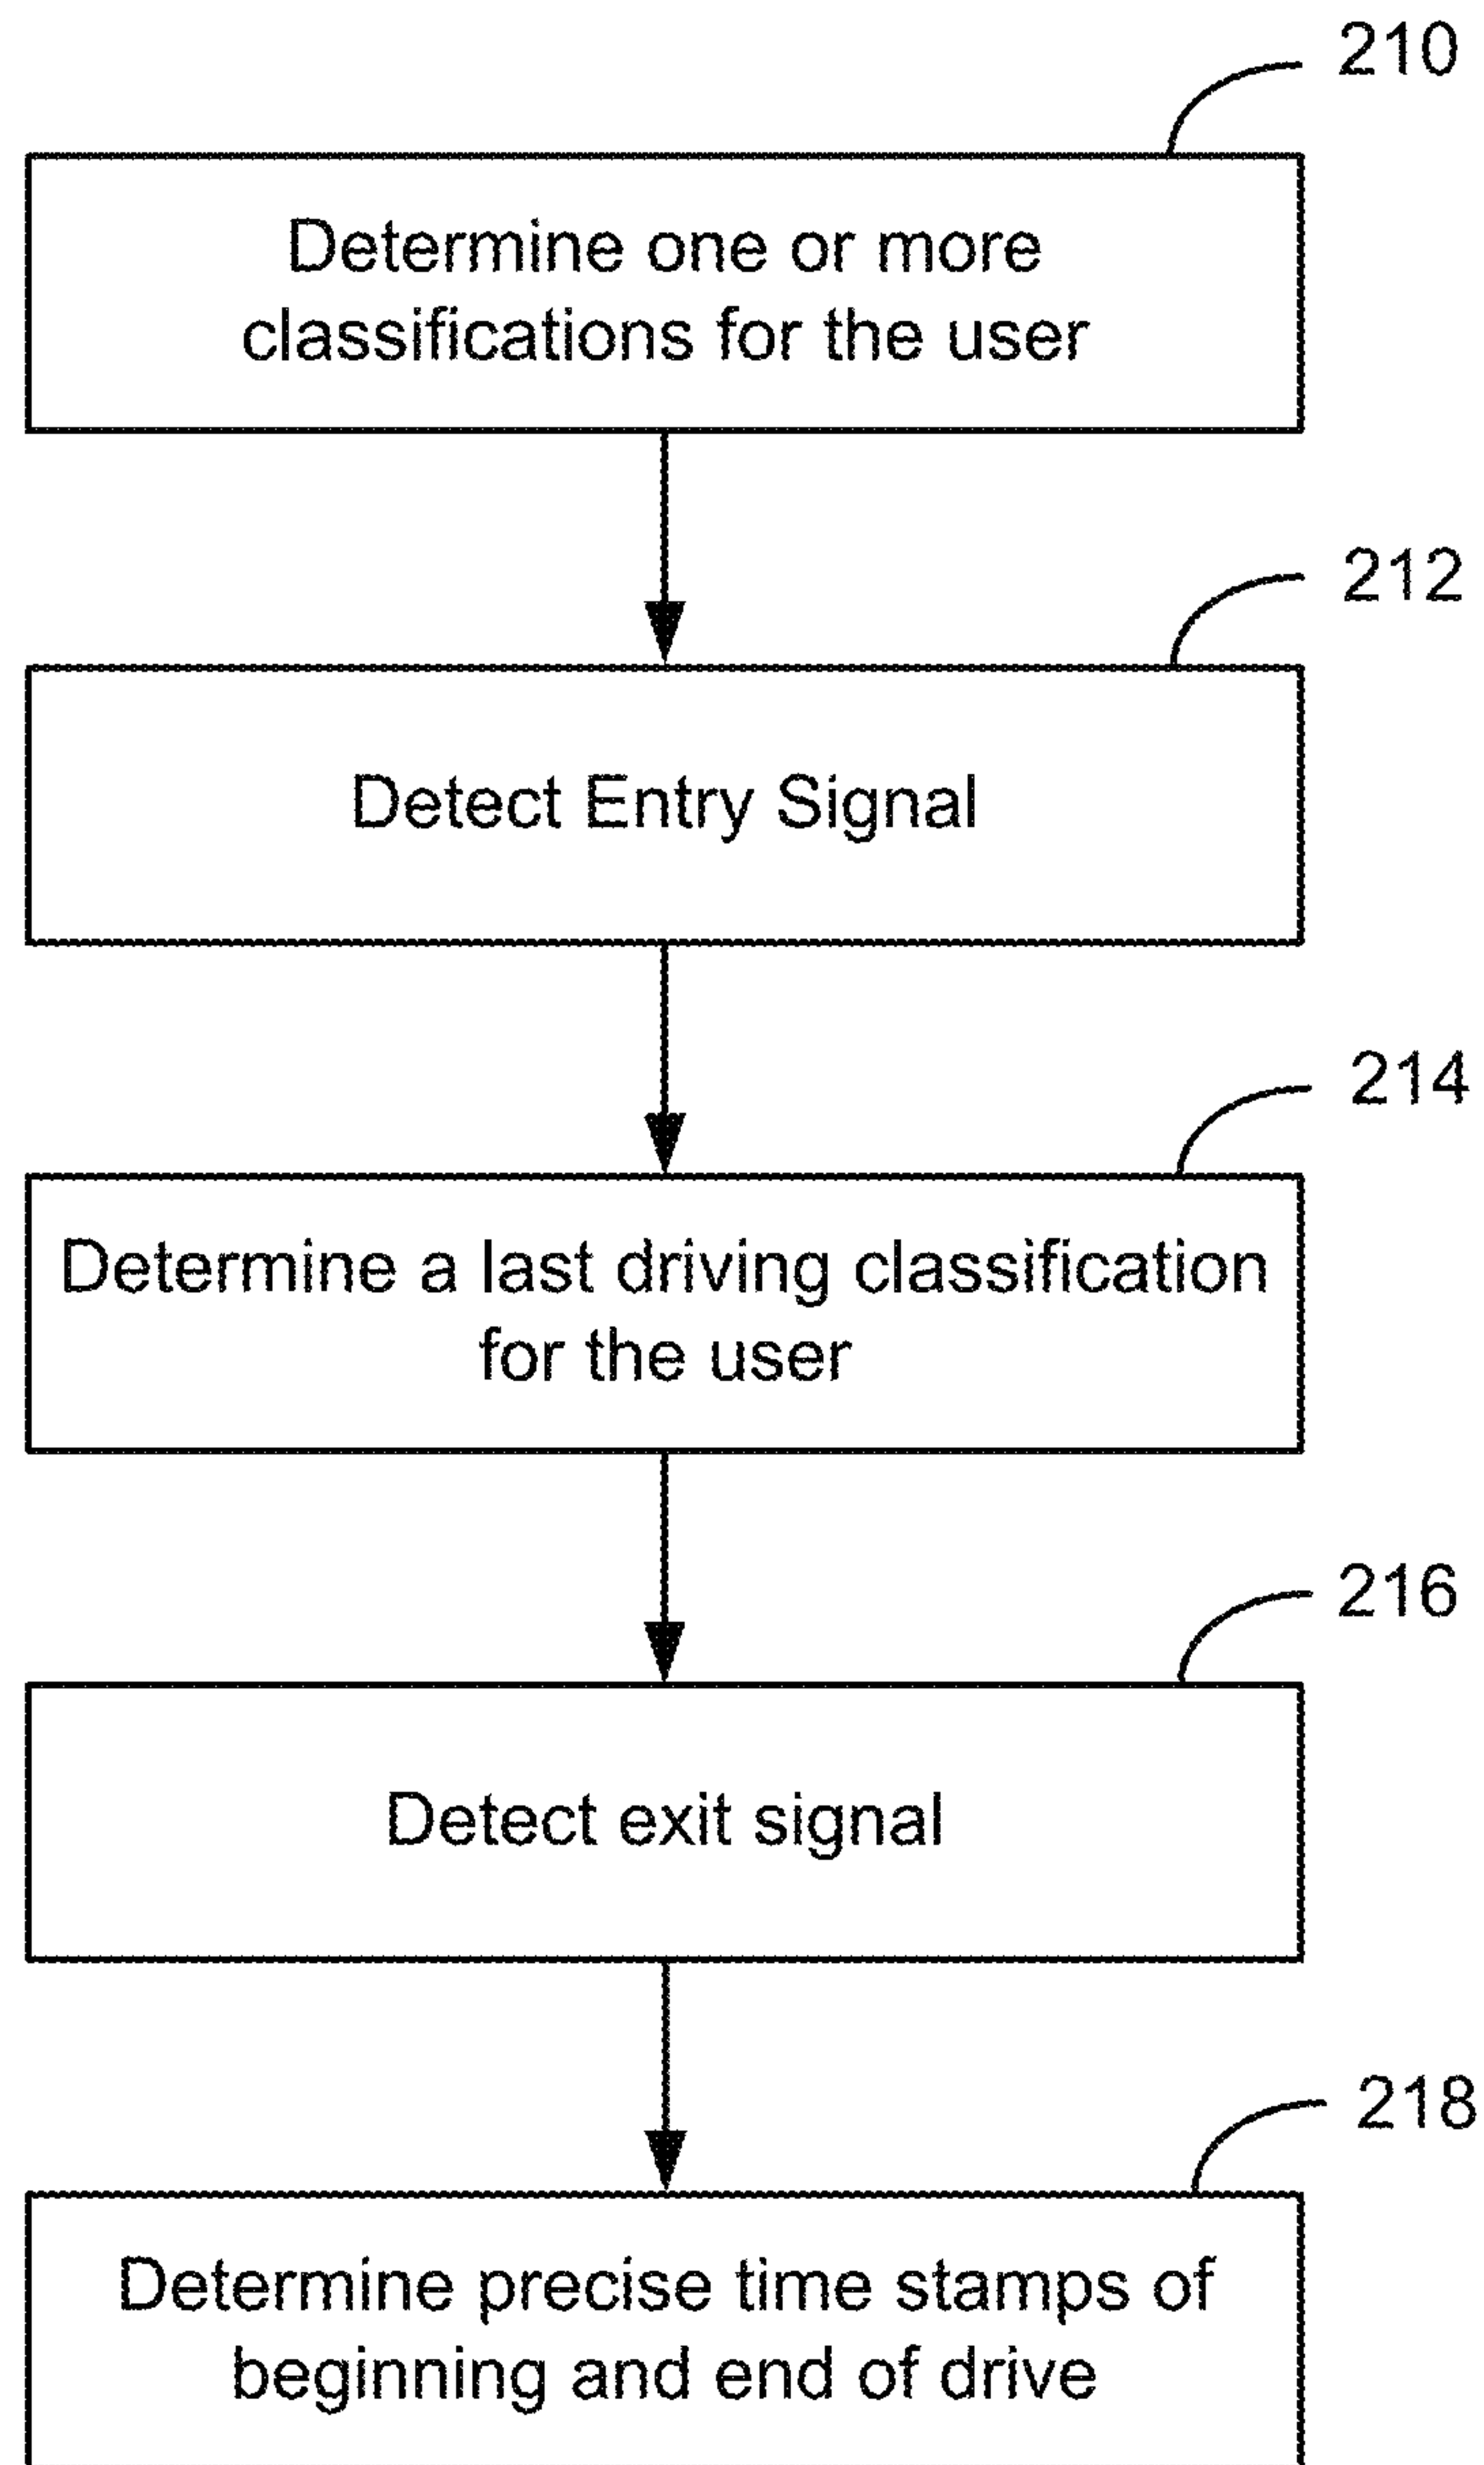 210
Determine one or more
classifications for the user
212
Detect Entry Signal
214
Determine a last driving classification
for the user
216
Detect exit signal
218
Determine precise time stamps of
beginning and end of drive